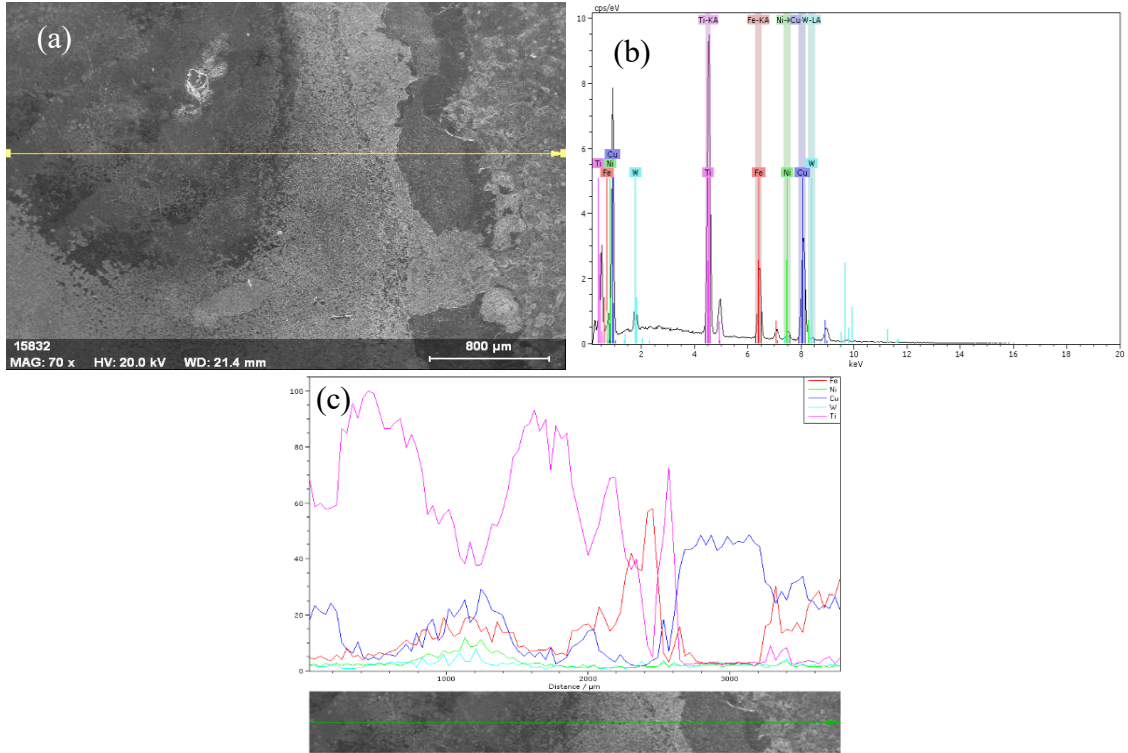 (a)
15832
MAG: 70 x HV: 20.0 kV WD: 21.4 mm
800 µm
cps/eV
(b)
Ti-KA Fe-KA Cu W-LA
10
8
6
4
2
0
Cu
Ti Ni
Fe W Ti Fe Ni Cu W
2 4 6 8 10 12 14 16 18 20
keV
(c)
Fe
Ni
Cu
W
Ti
100
80
60
40
20
0
1000 2000 3000
Distance / µm